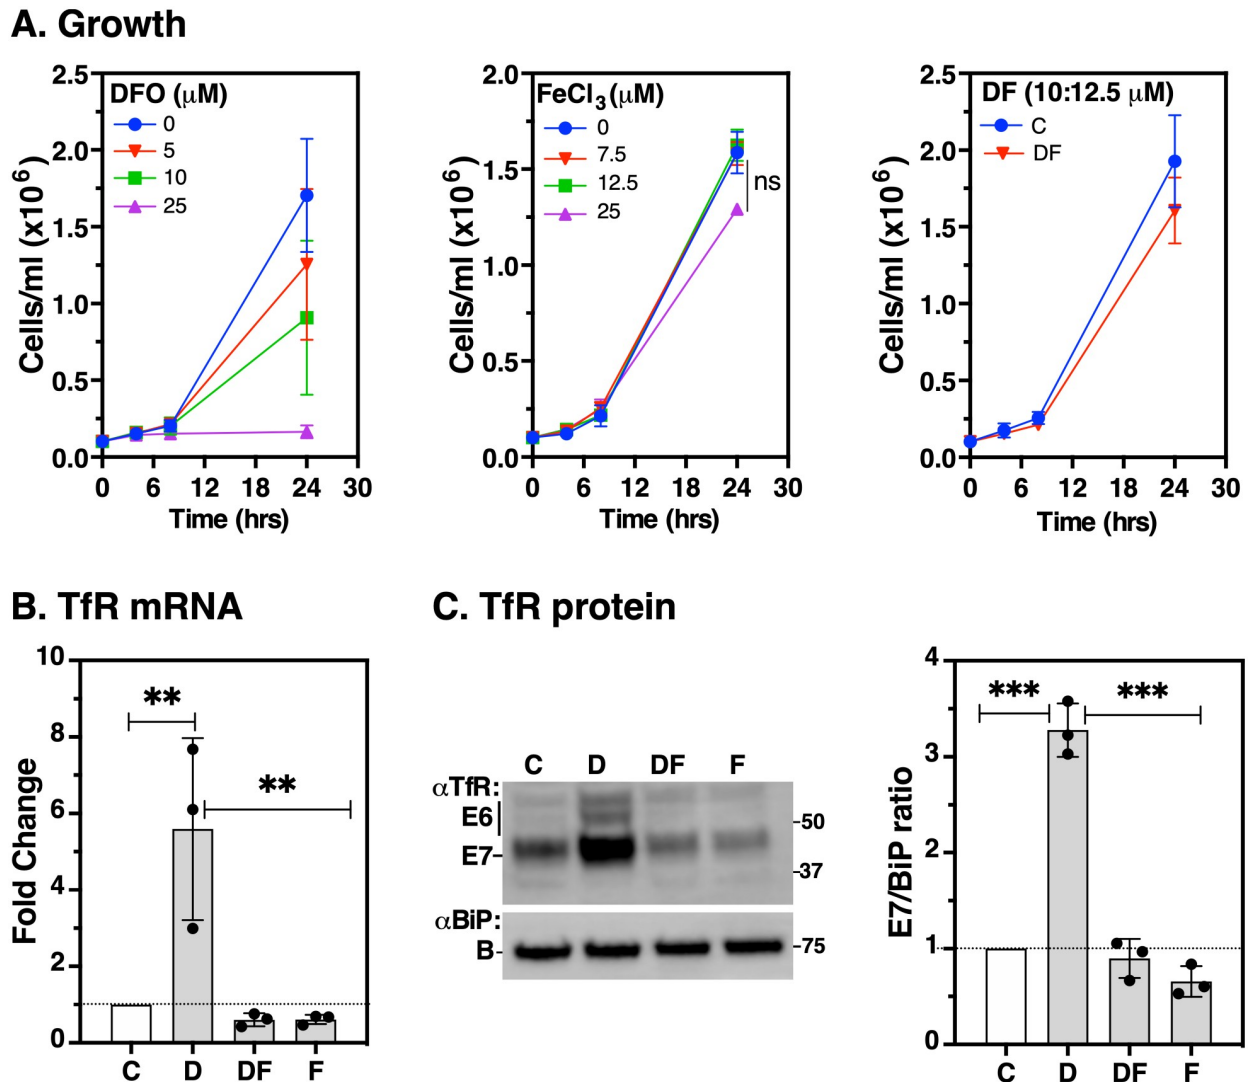 A. Growth
2.5
2.0
1.5
1.0
0.5
0.0
Cells/ml (x10⁶)
DFO (μM)
0
5
10
25
0 6 12 18 24 30
Time (hrs)
2.0
1.5
1.0
0.5
0.0
Cells/ml (x10⁶)
FeCl₃(μM)
0
7.5
12.5
25
ns
0 6 12 18 24 30
Time (hrs)
2.5
2.0
1.5
1.0
0.5
0.0
Cells/ml (x10⁶)
DF (10:12.5 μM)
C
DF
0 6 12 18 24 30
Time (hrs)
B. TfR mRNA
10
8
6
4
2
0
Fold Change
**
**
C D DF F
C. TfR protein
C D DF F
αTfR:
E6
E7-
-50
-37
αBiP:
B-
-75
4
3
2
1
0
E7/BiP ratio
***
***
C D DF F